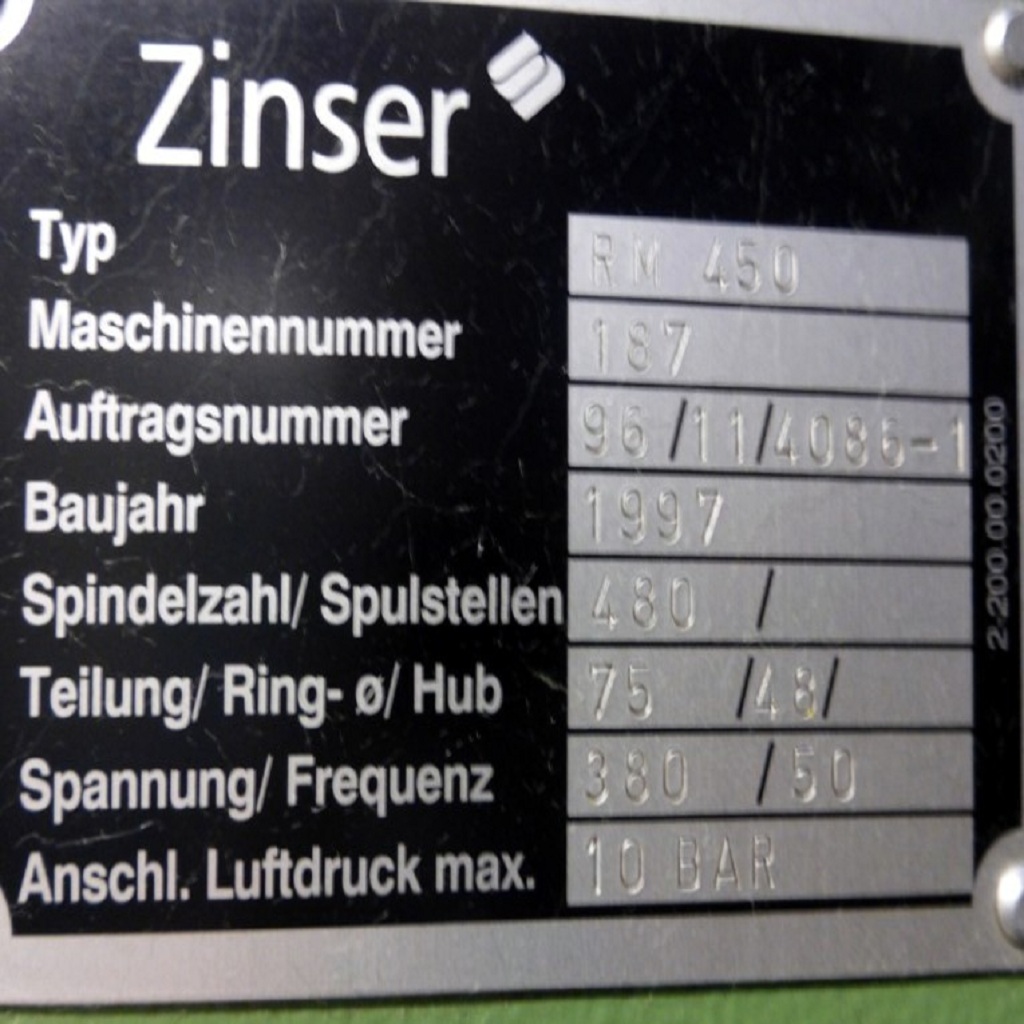 Zinser
Typ RM 450
Maschinennummer 187
Auftragsnummer 96/11/4086-1
Baujahr 1997
Spindelzahl/ Spulstellen 480 /
Teilung/ Ring- ø/ Hub 75 /48/
Spannung/ Frequenz 380 /50
Anschl. Luftdruck max. 10 BAR
2-200.00.0200